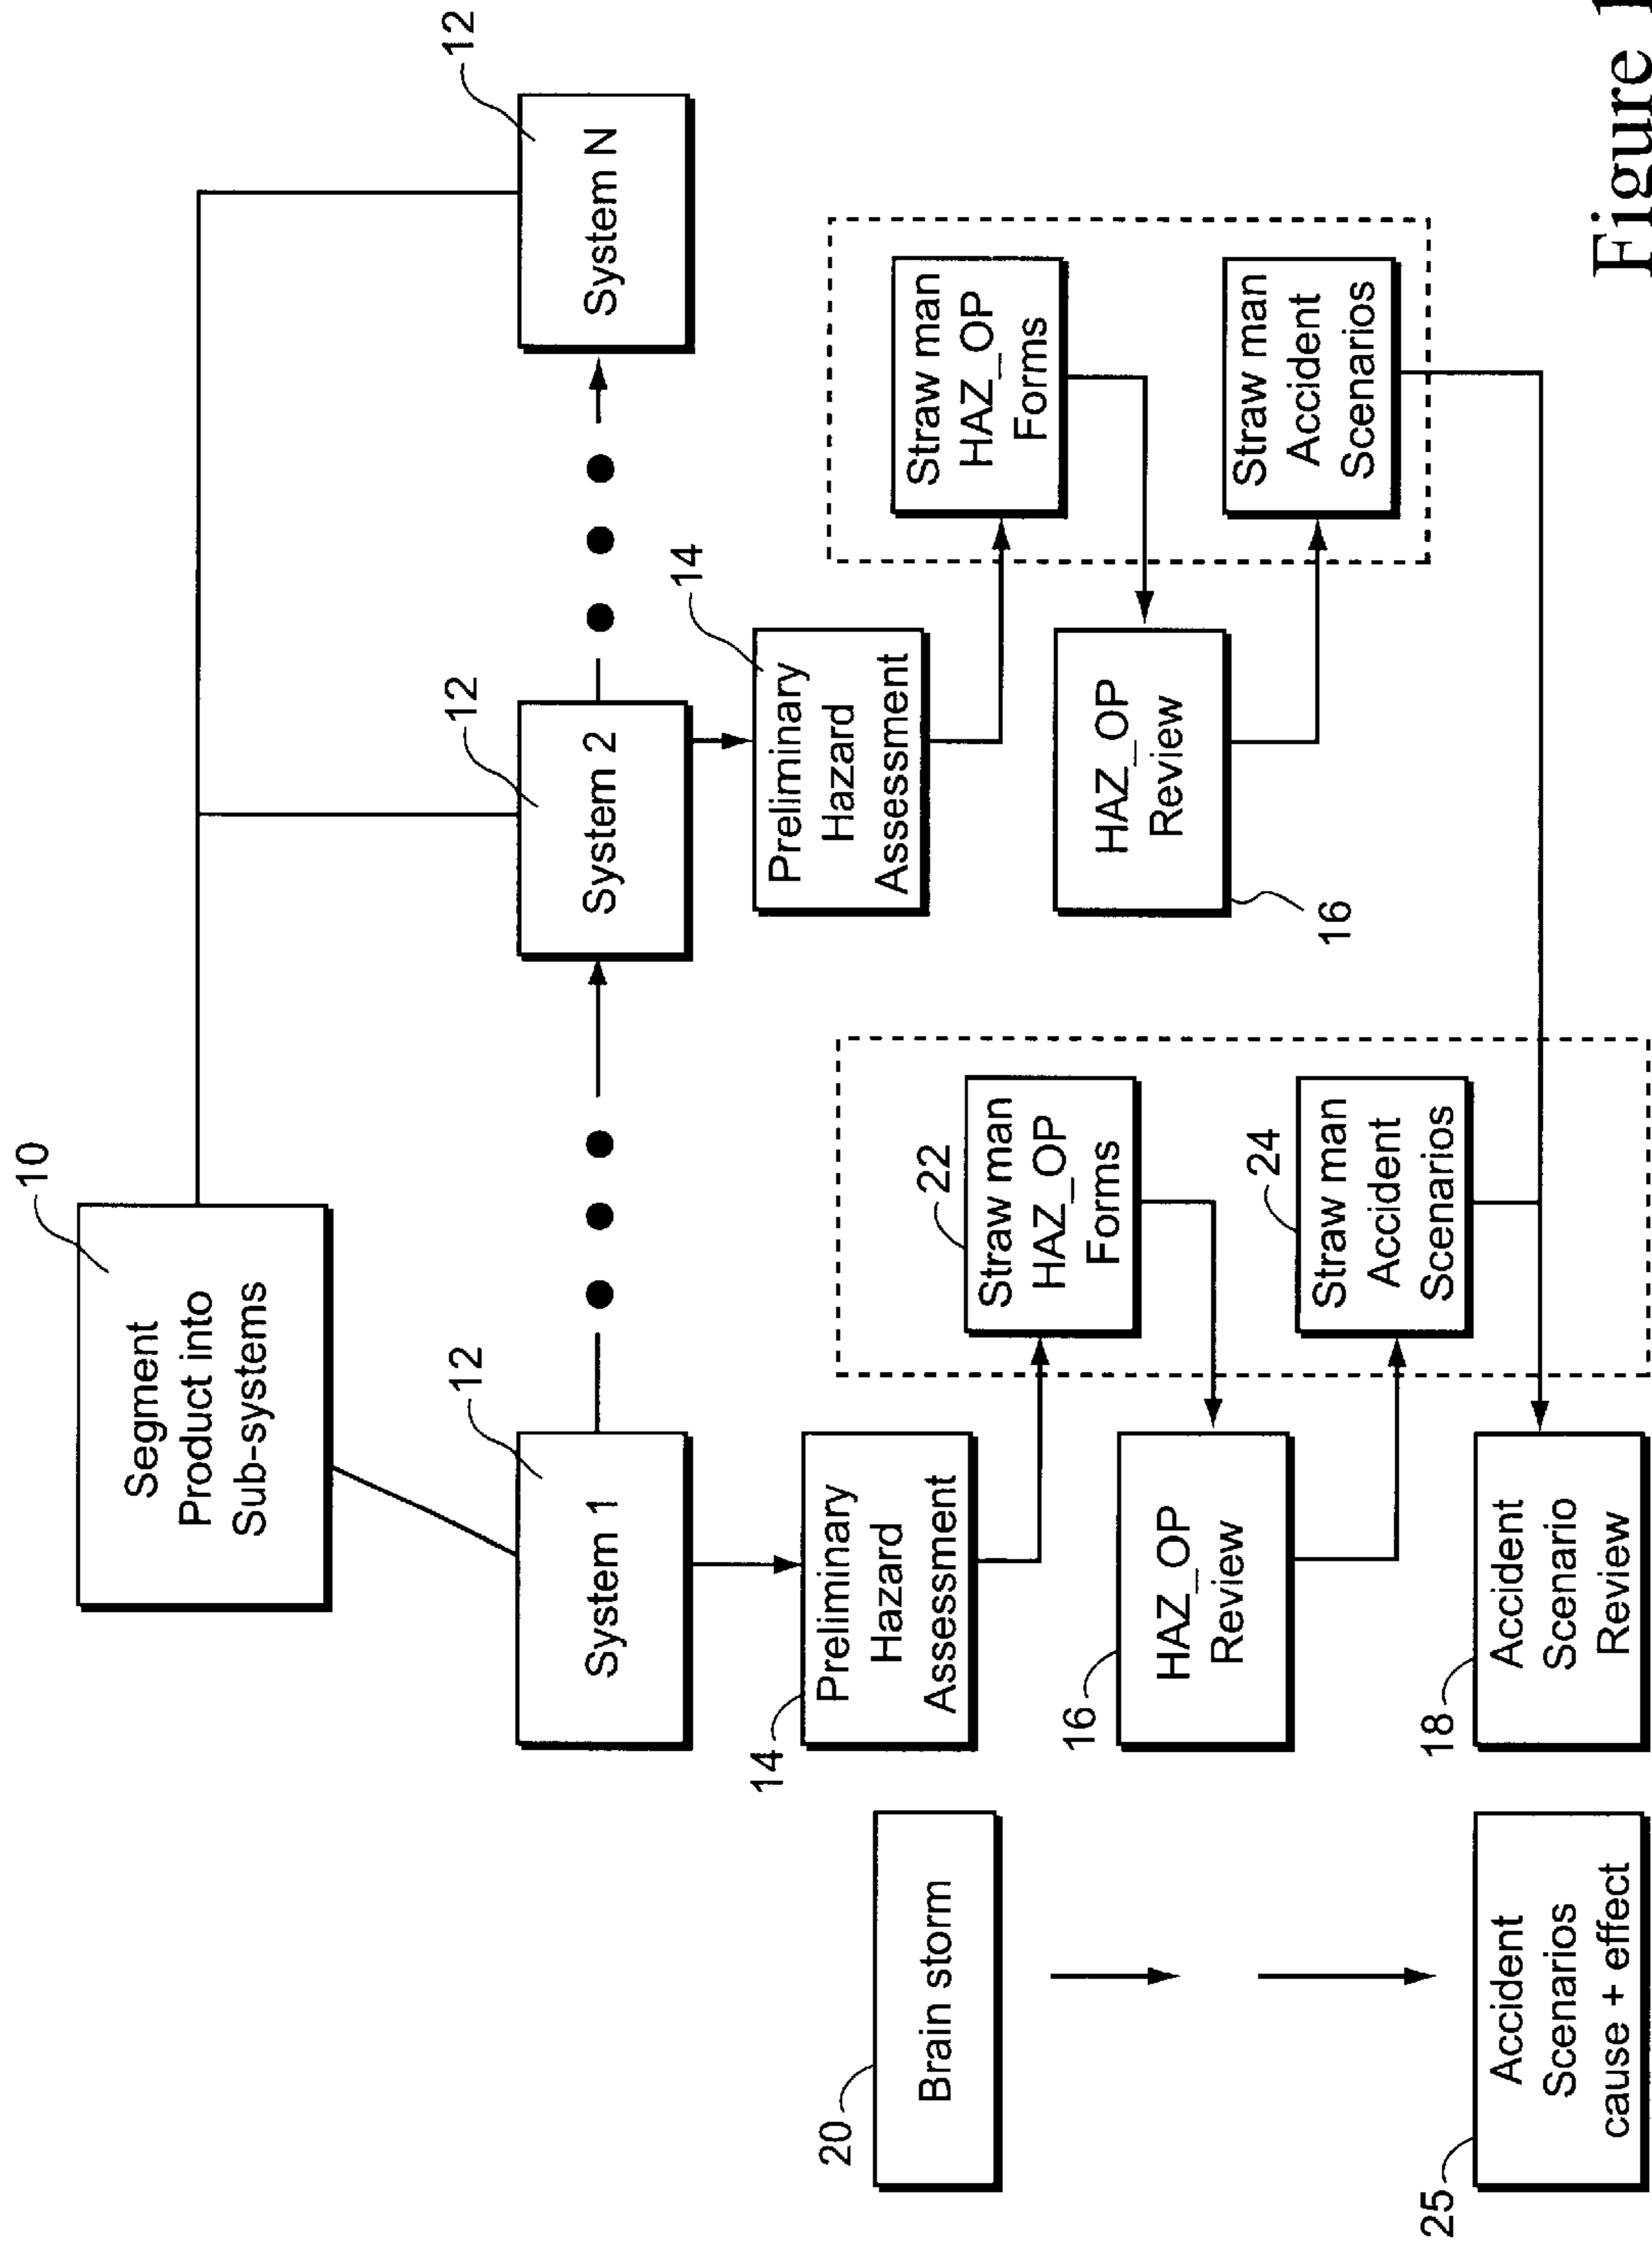 10
Segment
Product into
Sub-systems
12
System 1
12
System 2
12
System N
14
Preliminary
Hazard
Assessment
14
Preliminary
Hazard
Assessment
20
Brain storm
22
Straw man
HAZ_OP
Forms
Straw man
HAZ_OP
Forms
16
HAZ_OP
Review
HAZ_OP
Review
16
24
Straw man
Accident
Scenarios
Straw man
Accident
Scenarios
25
Accident
Scenarios
cause + effect
18
Accident
Scenario
Review
Figure 1